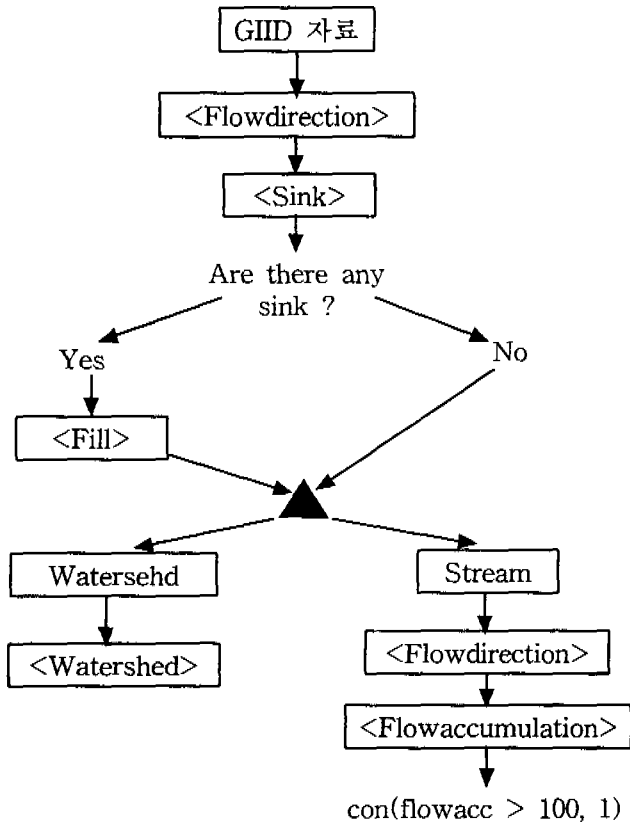 GIID 자료
<Flowdirection>
<Sink>
Are there any
sink ?
Yes
No
<Fill>
Watersehd
Stream
<Watershed>
<Flowdirection>
<Flowaccumulation>
con(flowacc > 100, 1)